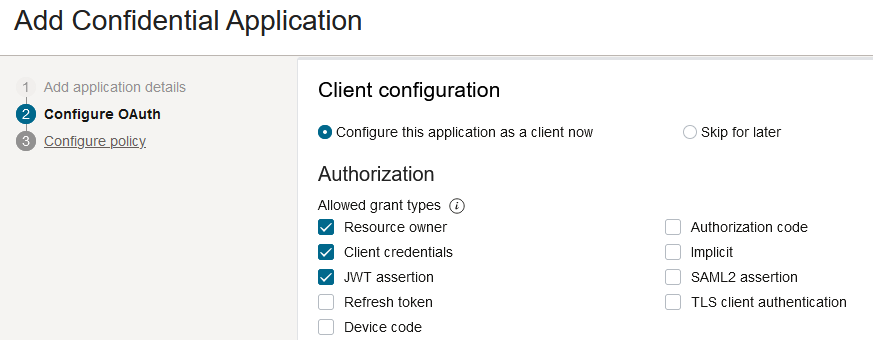 Add Confidential Application
1 Add application details
2 Configure OAuth
3 Configure policy
Client configuration
Configure this application as a client now
Skip for later
Authorization
Allowed grant types i
Resource owner
Authorization code
Client credentials
Implicit
JWT assertion
SAML2 assertion
Refresh token
TLS client authentication
Device code